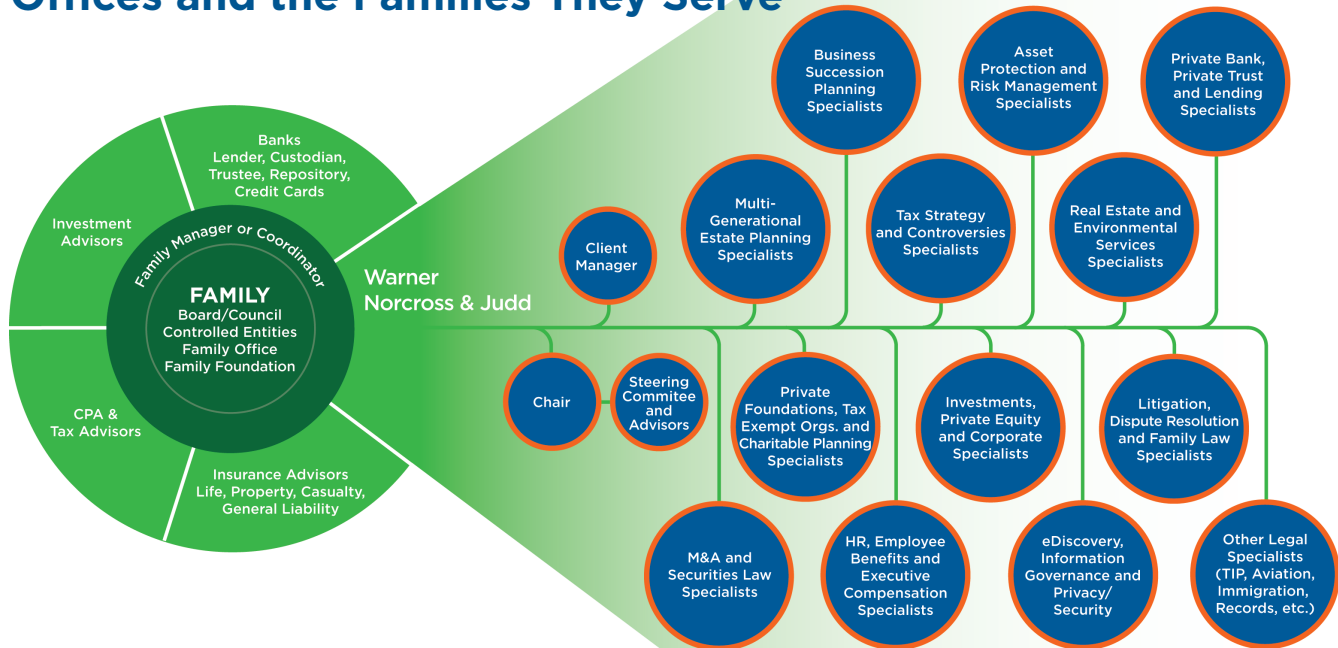 Offices and the Families They Serve
Banks
Lender, Custodian,
Trustee, Repository,
Credit Cards
Investment
Advisors
Family Manager or Coordinator
FAMILY
Board/Council
Controlled Entities
Family Office
Family Foundation
CPA &
Tax Advisors
Insurance Advisors
Life, Property, Casualty,
General Liability
Warner
Norcross & Judd
Business
Succession
Planning
Specialists
Asset
Protection and
Risk Management
Specialists
Private Bank,
Private Trust
and Lending
Specialists
Client
Manager
Multi-
Generational
Estate Planning
Specialists
Tax Strategy
and Controversies
Specialists
Real Estate and
Environmental
Services
Specialists
Chair
Steering
Commitee
and
Advisors
Private
Foundations, Tax
Exempt Orgs. and
Charitable Planning
Specialists
Investments,
Private Equity
and Corporate
Specialists
Litigation,
Dispute Resolution
and Family Law
Specialists
M&A and
Securities Law
Specialists
HR, Employee
Benefits and
Executive
Compensation
Specialists
eDiscovery,
Information
Governance and
Privacy/
Security
Other Legal
Specialists
(TIP, Aviation,
Immigration,
Records, etc.)